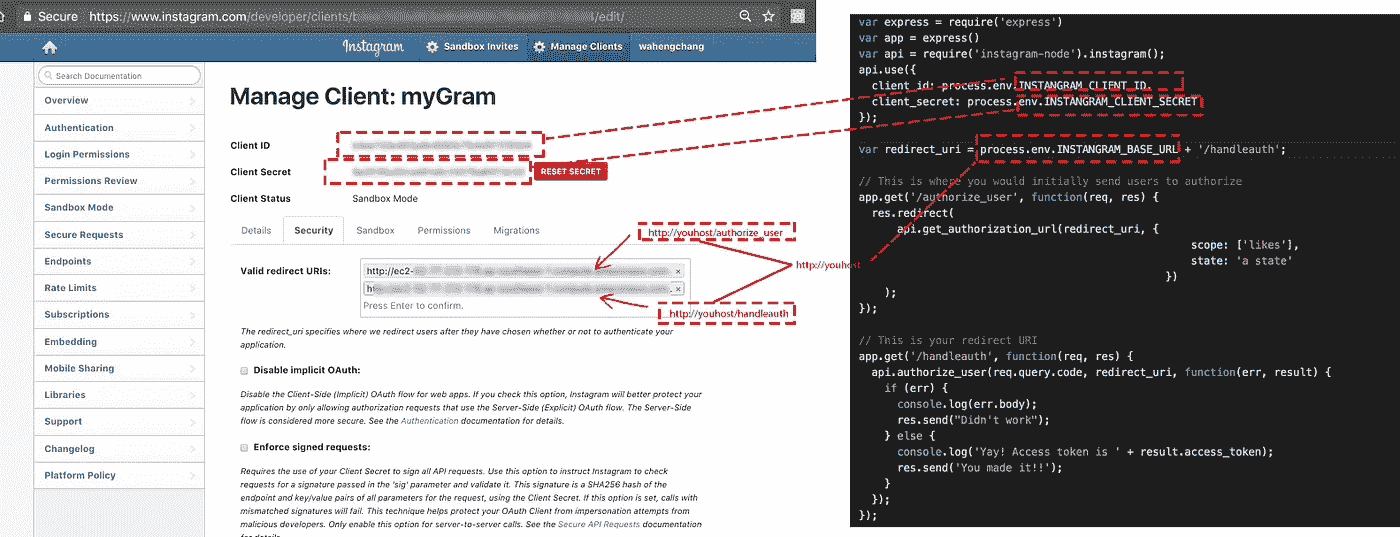 Secure https://www.instagram.com/developer/clients/b /edit/
Instagram Sandbox Invites Manage Clients wahengchang
Search Documentation
Overview
Authentication
Login Permissions
Permissions Review
Sandbox Mode
Secure Requests
Endpoints
Rate Limits
Subscriptions
Embedding
Mobile Sharing
Libraries
Support
Changelog
Platform Policy
Manage Client: myGram
Client ID
Client Secret RESET SECRET
Client Status Sandbox Mode
Details Security Sandbox Permissions Migrations
Valid redirect URIs:
http://ec2- ×
ht ×
Press Enter to confirm.
http://youhost/authorize_user
http://youhost
http://youhost/handleauth
The redirect_uri specifies where we redirect users after they have chosen whether or not to authenticate your
application.
Disable implicit OAuth:
Disable the Client-Side (Implicit) OAuth flow for web apps. If you check this option, Instagram will better protect your
application by only allowing authorization requests that use the Server-Side (Explicit) OAuth flow. The Server-Side
flow is considered more secure. See the Authentication documentation for details.
Enforce signed requests:
Requires the use of your Client Secret to sign all API requests. Use this option to instruct Instagram to check
requests for a signature passed in the 'sig' parameter and validate it. This signature is a SHA256 hash of the
endpoint and key/value pairs of all parameters for the request, using the Client Secret. If this option is set, calls with
mismatched signatures will fail. This technique helps protect your OAuth Client from impersonation attempts from
malicious developers. Only enable this option for server-to-server calls. See the Secure API Requests documentation
for details.
var express = require('express')
var app = express()
var api = require('instagram-node').instagram();
api.use({
client_id: process.env.INSTANGRAM_CLIENT_ID,
client_secret: process.env.INSTANGRAM_CLIENT_SECRET
});
var redirect_uri = process.env.INSTANGRAM_BASE_URL + '/handleauth';
// This is where you would initially send users to authorize
app.get('/authorize_user', function(req, res) {
res.redirect(
api.get_authorization_url(redirect_uri, {
scope: ['likes'],
state: 'a state'
})
);
});
// This is your redirect URI
app.get('/handleauth', function(req, res) {
api.authorize_user(req.query.code, redirect_uri, function(err, result) {
if (err) {
console.log(err.body);
res.send("Didn't work");
} else {
console.log('Yay! Access token is ' + result.access_token);
res.send('You made it!!');
}
});
});